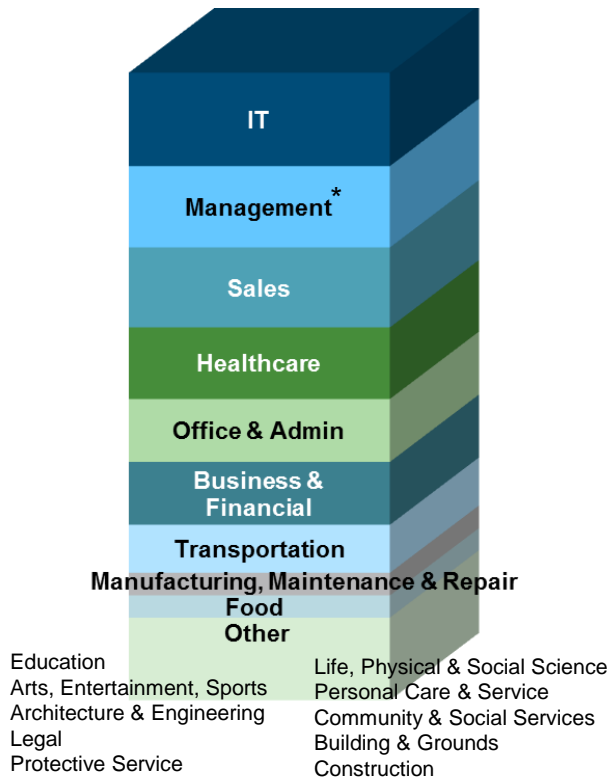 IT
Management*
Sales
Healthcare
Office & Admin
Business &
Financial
Transportation
Manufacturing, Maintenance & Repair
Food
Other
Education
Arts, Entertainment, Sports
Architecture & Engineering
Legal
Protective Service
Life, Physical & Social Science
Personal Care & Service
Community & Social Services
Building & Grounds
Construction